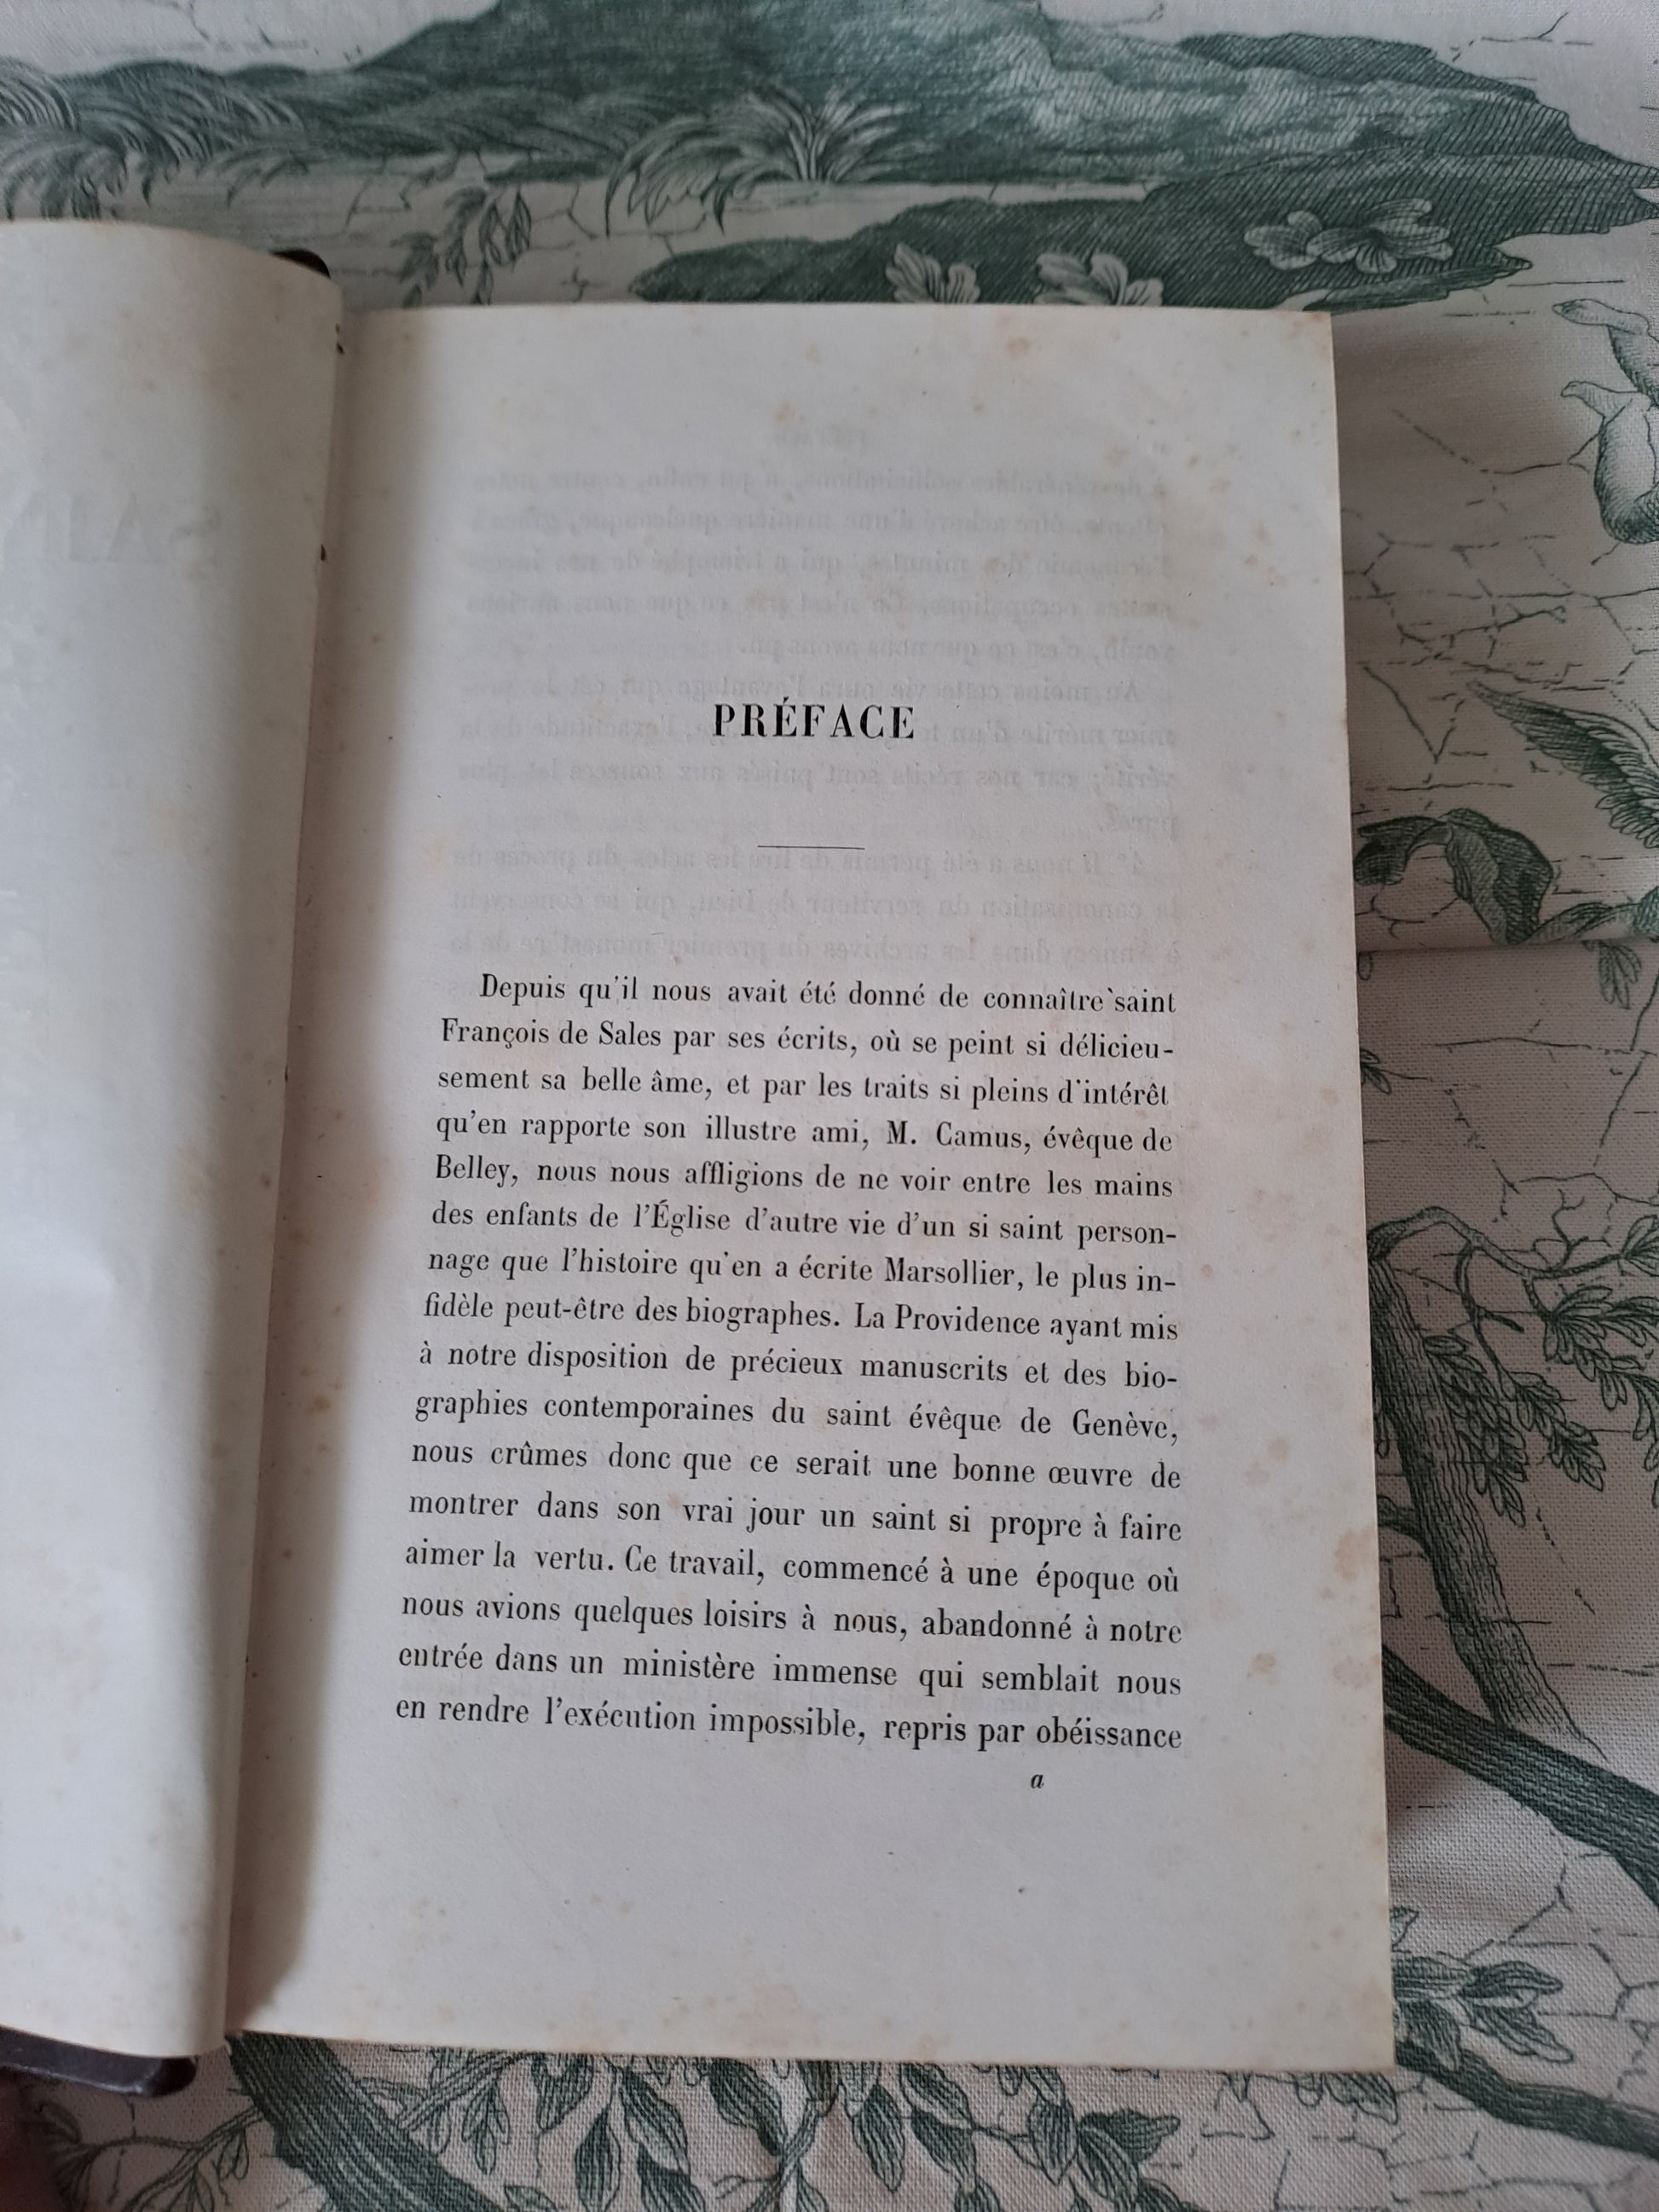 PRÉFACE
Depuis qu'il nous avait été donné de connaître saint
François de Sales par ses écrits, où se peint si délicieu-
sement sa belle âme, et par les traits si pleins d'intérêt
qu'en rapporte son illustre ami, M. Camus, évêque de
Belley, nous nous affligions de ne voir entre les mains
des enfants de l'Église d'autre vie d'un si saint person-
nage que l'histoire qu'en a écrite Marsollier, le plus in-
fidèle peut-être des biographes. La Providence ayant mis
à notre disposition de précieux manuscrits et des bio-
graphies contemporaines du saint évêque de Genève,
nous crûmes donc que ce serait une bonne œuvre de
montrer dans son vrai jour un saint si propre à faire
aimer la vertu. Ce travail, commencé à une époque où
nous avions quelques loisirs à nous, abandonné à notre
entrée dans un ministère immense qui semblait nous
en rendre l'exécution impossible, repris par obéissance
a